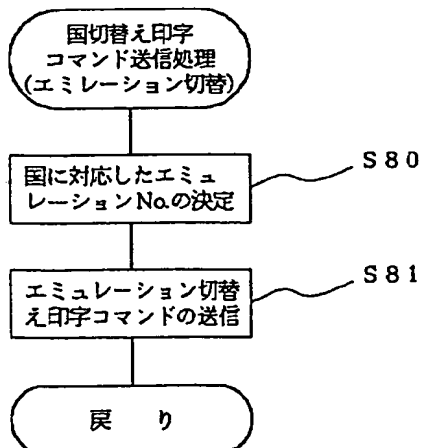 国切替え印字
コマンド送信処理
(エミレーション切替)
国に対応したエミュ
レーションNo.の決定
S80
エミュレーション切替
え印字コマンドの送信
S81
戻 り